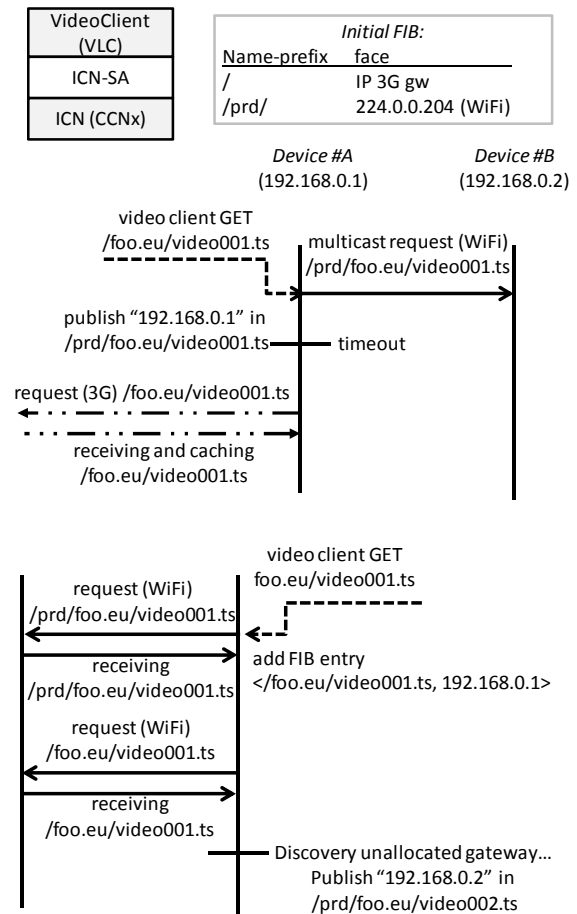 VideoClient
(VLC)
ICN-SA
ICN (CCNx)
Initial FIB:
Name-prefix face
/ IP 3G gw
/prd/ 224.0.0.204 (WiFi)
Device #A
(192.168.0.1)
Device #B
(192.168.0.2)
video client GET
/foo.eu/video001.ts
multicast request (WiFi)
/prd/foo.eu/video001.ts
publish “192.168.0.1” in
/prd/foo.eu/video001.ts
timeout
request (3G) /foo.eu/video001.ts
receiving and caching
/foo.eu/video001.ts
video client GET
foo.eu/video001.ts
request (WiFi)
/prd/foo.eu/video001.ts
receiving
/prd/foo.eu/video001.ts
add FIB entry
</foo.eu/video001.ts, 192.168.0.1>
request (WiFi)
/foo.eu/video001.ts
receiving
/foo.eu/video001.ts
Discovery unallocated gateway...
Publish “192.168.0.2” in
/prd/foo.eu/video002.ts